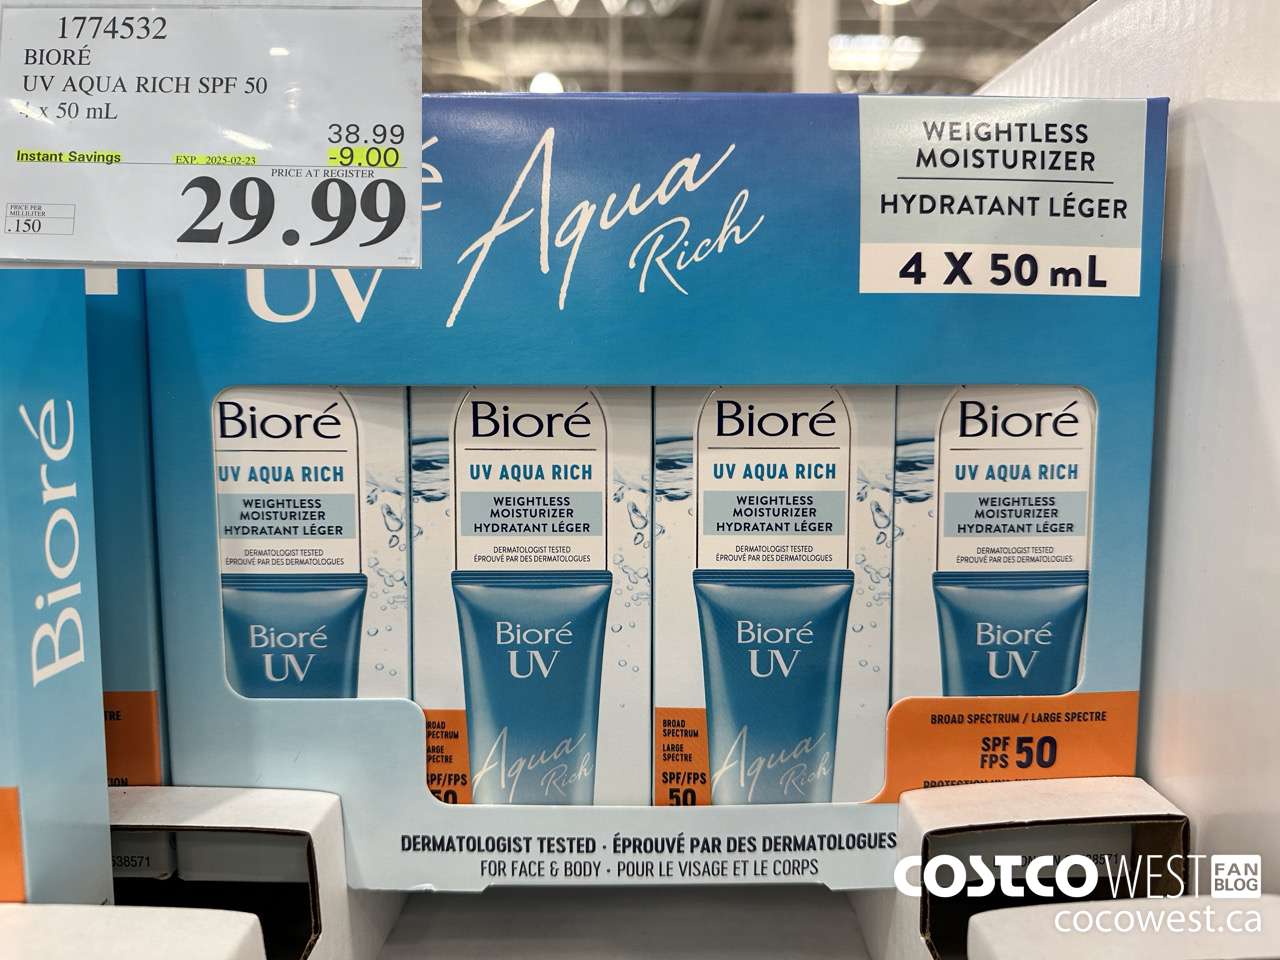 1774532
BIORÉ
UV AQUA RICH SPF 50
x 50 mL
38.99
Instant Savings EXP. 2025-02-23 -9.00
PRICE AT REGISTER
29.99
PRICE PER
MILLILITER
.150
UV Aqua
Rich
WEIGHTLESS
MOISTURIZER
HYDRATANT LÉGER
4 X 50 mL
Bioré
Bioré
UV AQUA RICH
WEIGHTLESS
MOISTURIZER
HYDRATANT LÉGER
DERMATOLOGIST TESTED
ÉPROUVÉ PAR DES DERMATOLOGUES
Bioré
UV
Bioré
UV AQUA RICH
WEIGHTLESS
MOISTURIZER
HYDRATANT LÉGER
DERMATOLOGIST TESTED
ÉPROUVÉ PAR DES DERMATOLOGUES
Bioré
UV
Aqua
Rich
Bioré
UV AQUA RICH
WEIGHTLESS
MOISTURIZER
HYDRATANT LÉGER
DERMATOLOGIST TESTED
ÉPROUVÉ PAR DES DERMATOLOGUES
Bioré
UV
Aqua
Rich
BROAD
SPECTRUM
LARGE
SPECTRE
SPF/FPS
50
Bioré
UV AQUA RICH
WEIGHTLESS
MOISTURIZER
HYDRATANT LÉGER
DERMATOLOGIST TESTED
ÉPROUVÉ PAR DES DERMATOLOGUES
Bioré
UV
BROAD SPECTRUM / LARGE SPECTRE
SPF
FPS 50
DERMATOLOGIST TESTED · ÉPROUVÉ PAR DES DERMATOLOGUES
FOR FACE & BODY · POUR LE VISAGE ET LE CORPS
COSTCO WEST FAN BLOG
cocowest.ca